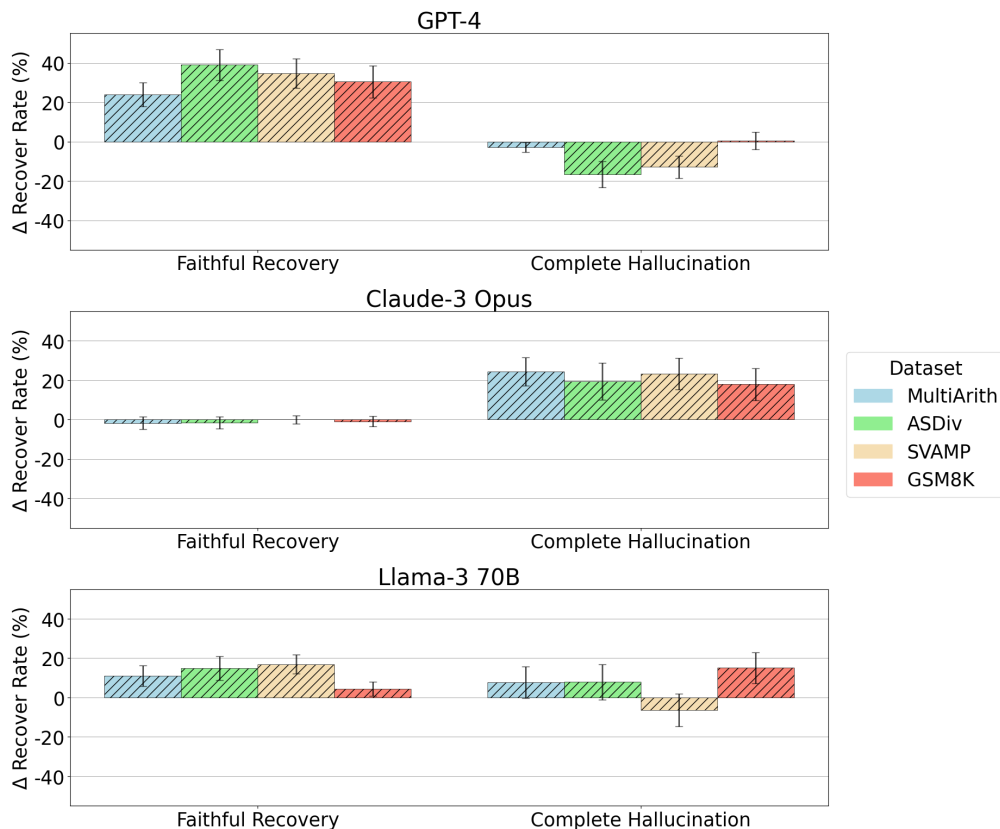 GPT-4
Δ Recover Rate (%)
40
20
0
-20
-40
Faithful Recovery
Complete Hallucination
Claude-3 Opus
Δ Recover Rate (%)
40
20
0
-20
-40
Faithful Recovery
Complete Hallucination
Dataset
MultiArith
ASDiv
SVAMP
GSM8K
Llama-3 70B
Δ Recover Rate (%)
40
20
0
-20
-40
Faithful Recovery
Complete Hallucination